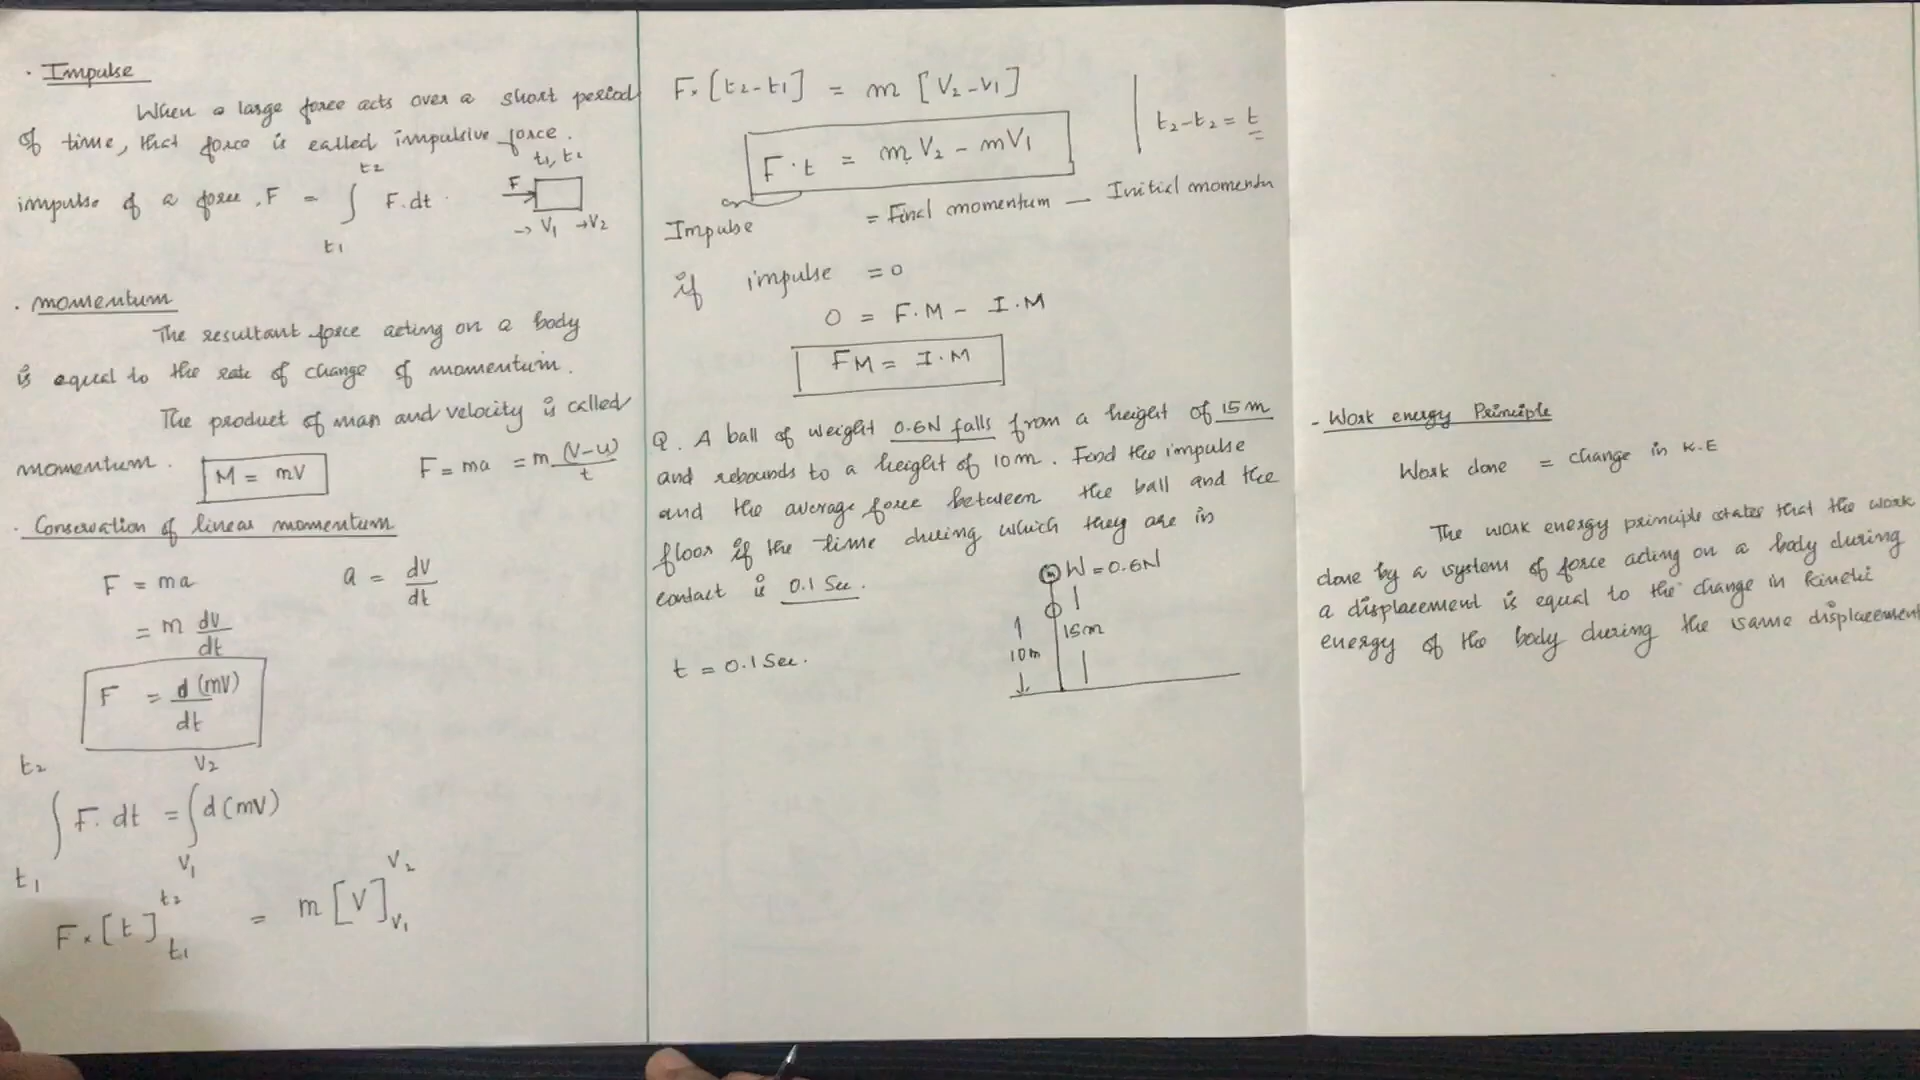 . Impulse
When a large force acts over a short period
of time, that force is called impulsive force.
impulse of a force, F = ∫ F.dt
t2
t1
F
t1, t2
→ V1 → V2
. momentum
The resultant force acting on a body
is equal to the rate of change of momentum.
The product of man and velocity is called
momentum. M = mV F = ma = m (V-u)/t
. Conservation of linear momentum
F = ma a = dV/dt
= m dV/dt
F = d(mV)/dt
t2 V2
∫ F. dt = ∫ d(mV)
t1 V1
F × [t] t2 t1 = m [V] V2 V1
F × [t2-t1] = m [V2-V1]
t2-t2 = t
F.t = mV2 - mV1
Impulse = Final momentum — Initial momentu
if impulse = 0
0 = F.M - I.M
FM = I.M
Q. A ball of weight 0.6N falls from a height of 15m
and rebounds to a height of 10m. Find the impulse
and the average force between the ball and the
floor if the time during which they are in
contact is 0.1 Sec.
W = 0.6N
15m
10m
t = 0.1 Sec.
- Work energy Principle
Work done = change in K.E
The work energy principle states that the work
done by a system of force acting on a body during
a displacement is equal to the change in kinetic
energy of the body during the same displacement